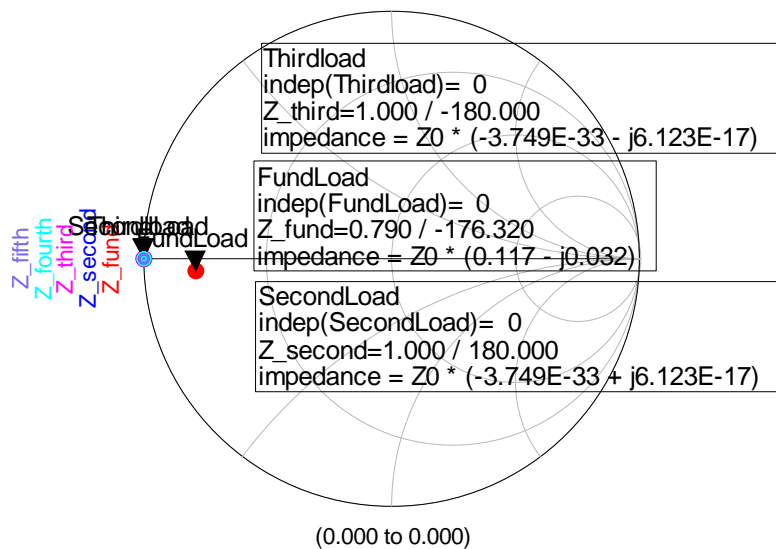 Thirdload
indep(Thirdload)= 0
Z_third=1.000 / -180.000
impedance = Z0 * (-3.749E-33 - j6.123E-17)
FundLoad
indep(FundLoad)= 0
Z_fund=0.790 / -176.320
impedance = Z0 * (0.117 - j0.032)
SecondLoad
indep(SecondLoad)= 0
Z_second=1.000 / 180.000
impedance = Z0 * (-3.749E-33 + j6.123E-17)
SecondLoad
Thirdload
FundLoad
Z_fifth
Z_fourth
Z_third
Z_second
Z_fund
(0.000 to 0.000)